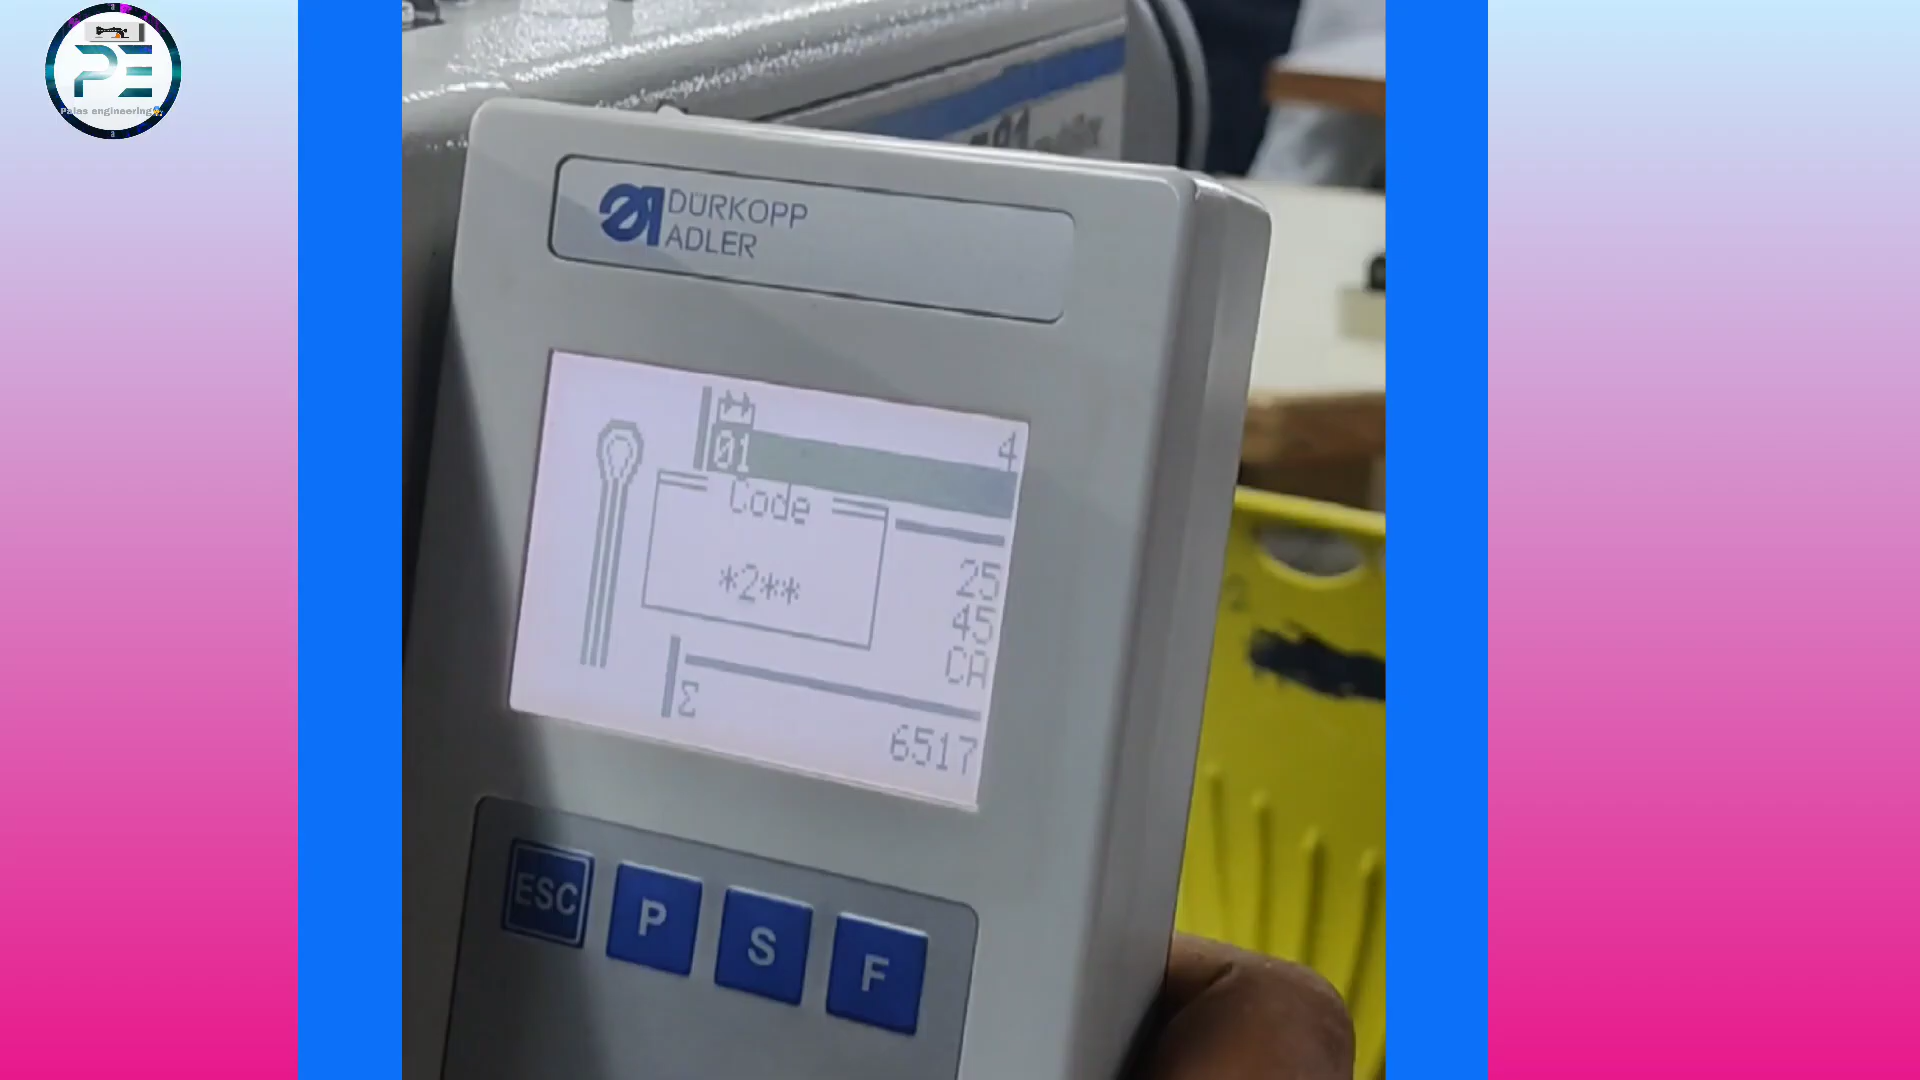 PE
Palas engineering
DÜRKOPP
ADLER
4
01
Code
*2**
25
45
CA
Σ
6517
ESC
P
S
F